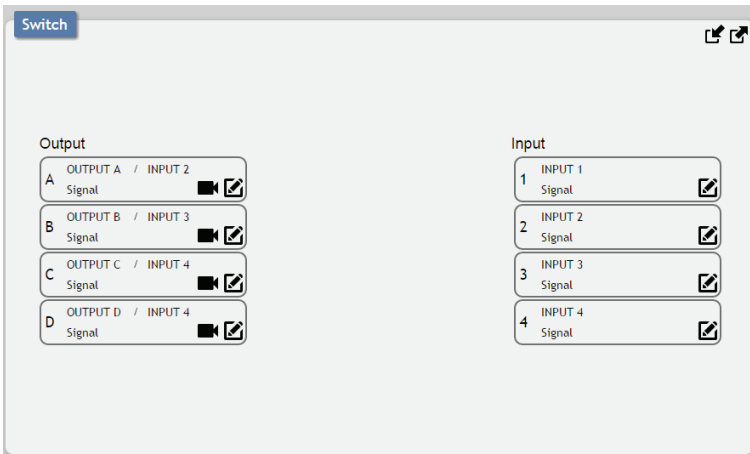 Switch
Output
A
OUTPUT A / INPUT 2
Signal
B
OUTPUT B / INPUT 3
Signal
C
OUTPUT C / INPUT 4
Signal
D
OUTPUT D / INPUT 4
Signal
Input
1
INPUT 1
Signal
2
INPUT 2
Signal
3
INPUT 3
Signal
4
INPUT 4
Signal